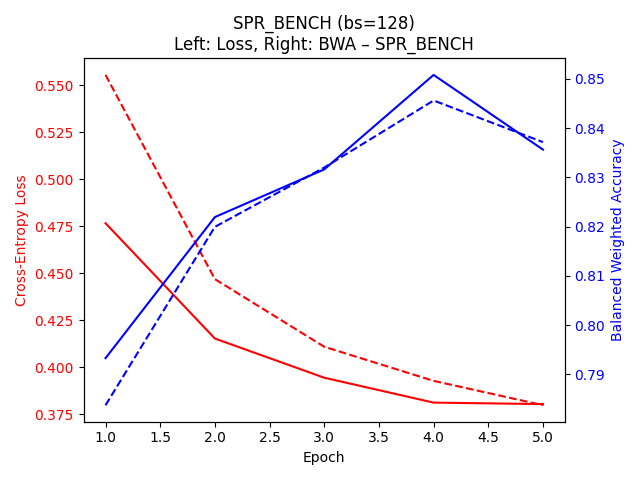 SPR_BENCH (bs=128)
Left: Loss, Right: BWA – SPR_BENCH
Cross-Entropy Loss
0.550
0.525
0.500
0.475
0.450
0.425
0.400
0.375
0.85
0.84
0.83
0.82
0.81
0.80
0.79
Balanced Weighted Accuracy
1.0 1.5 2.0 2.5 3.0 3.5 4.0 4.5 5.0
Epoch